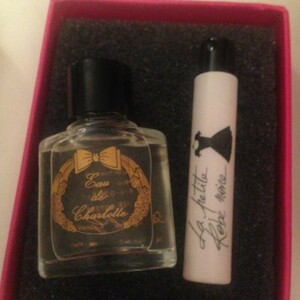 Eau
de
Charlotte
La petite
Robe noire